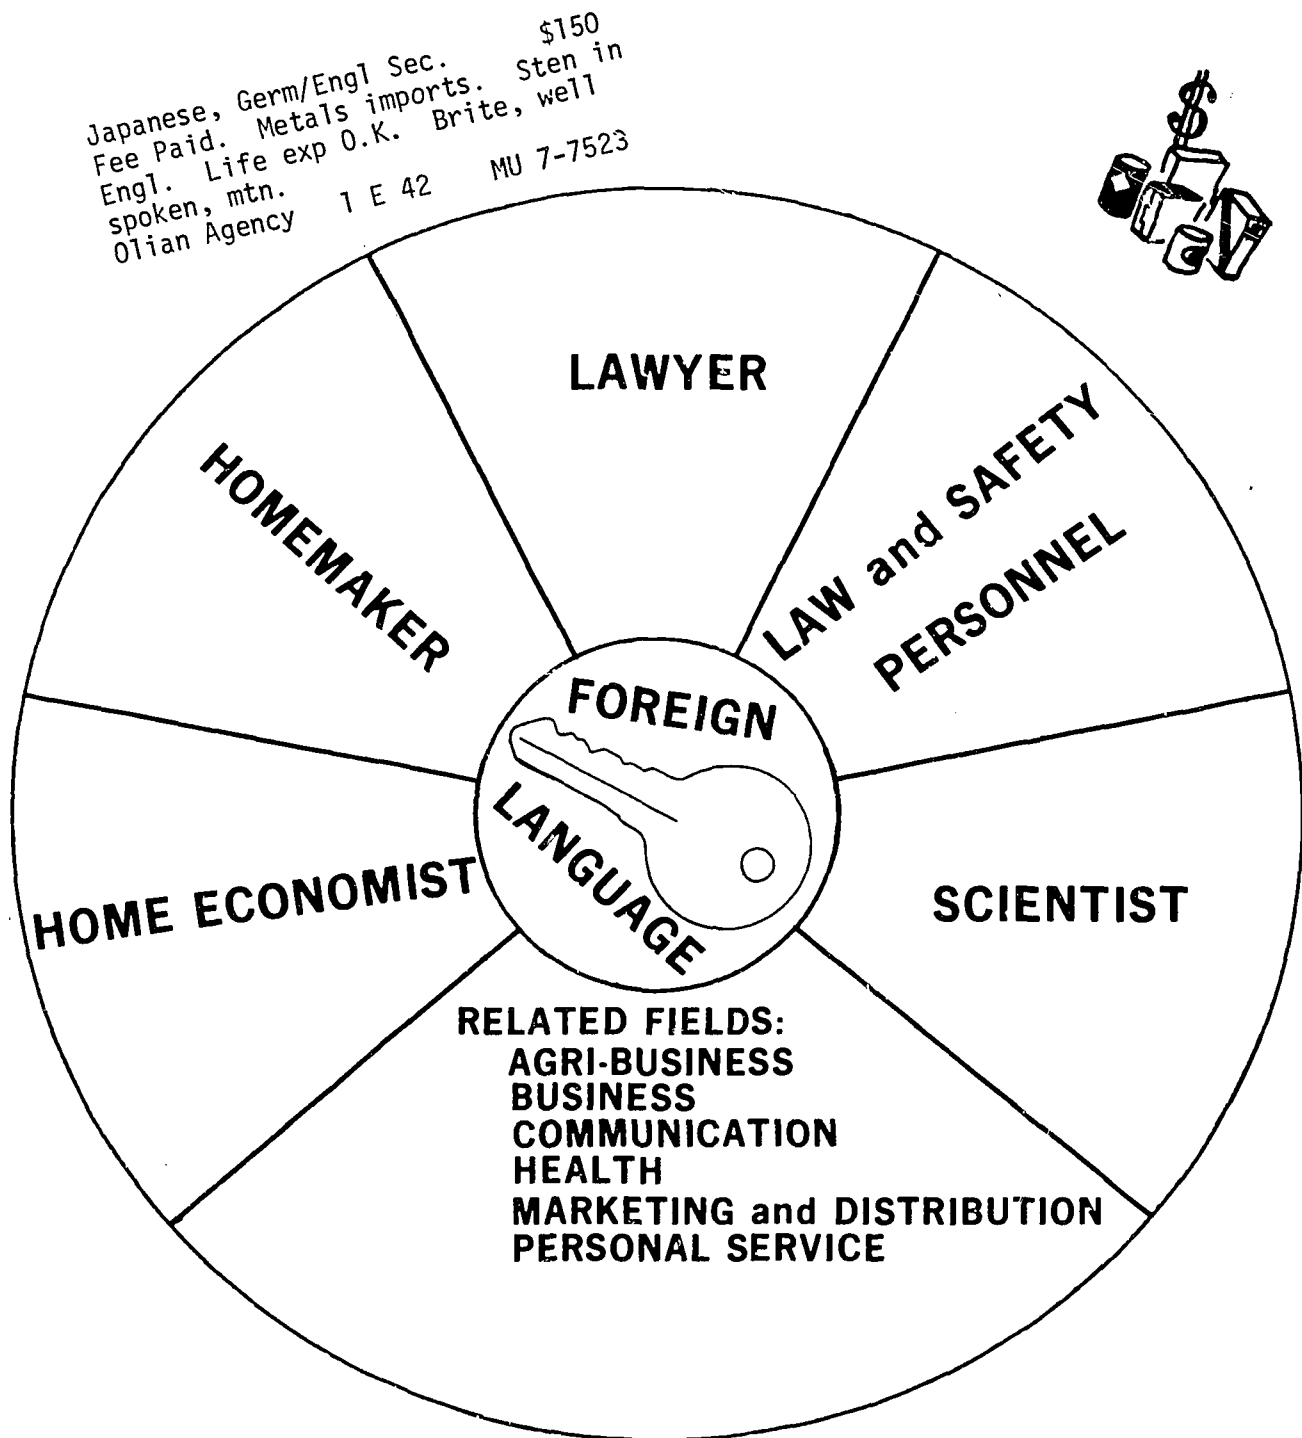 Japanese, Germ/Engl Sec. $150
Fee Paid. Metals imports. Sten in
Engl. Life exp O.K. Brite, well
spoken, mtn.
Olian Agency 1 E 42 MU 7-7523
$
LAWYER
LAW and SAFETY
PERSONNEL
HOMEMAKER
FOREIGN
LANGUAGE
HOME ECONOMIST
SCIENTIST
RELATED FIELDS:
AGRI-BUSINESS
BUSINESS
COMMUNICATION
HEALTH
MARKETING and DISTRIBUTION
PERSONAL SERVICE